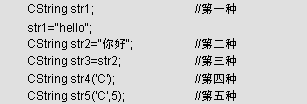 CString str1; //第一种
str1="hello";
CString str2="你好"; //第二种
CString str3=str2; //第三种
CString str4('C'); //第四种
CString str5('C',5); //第五种